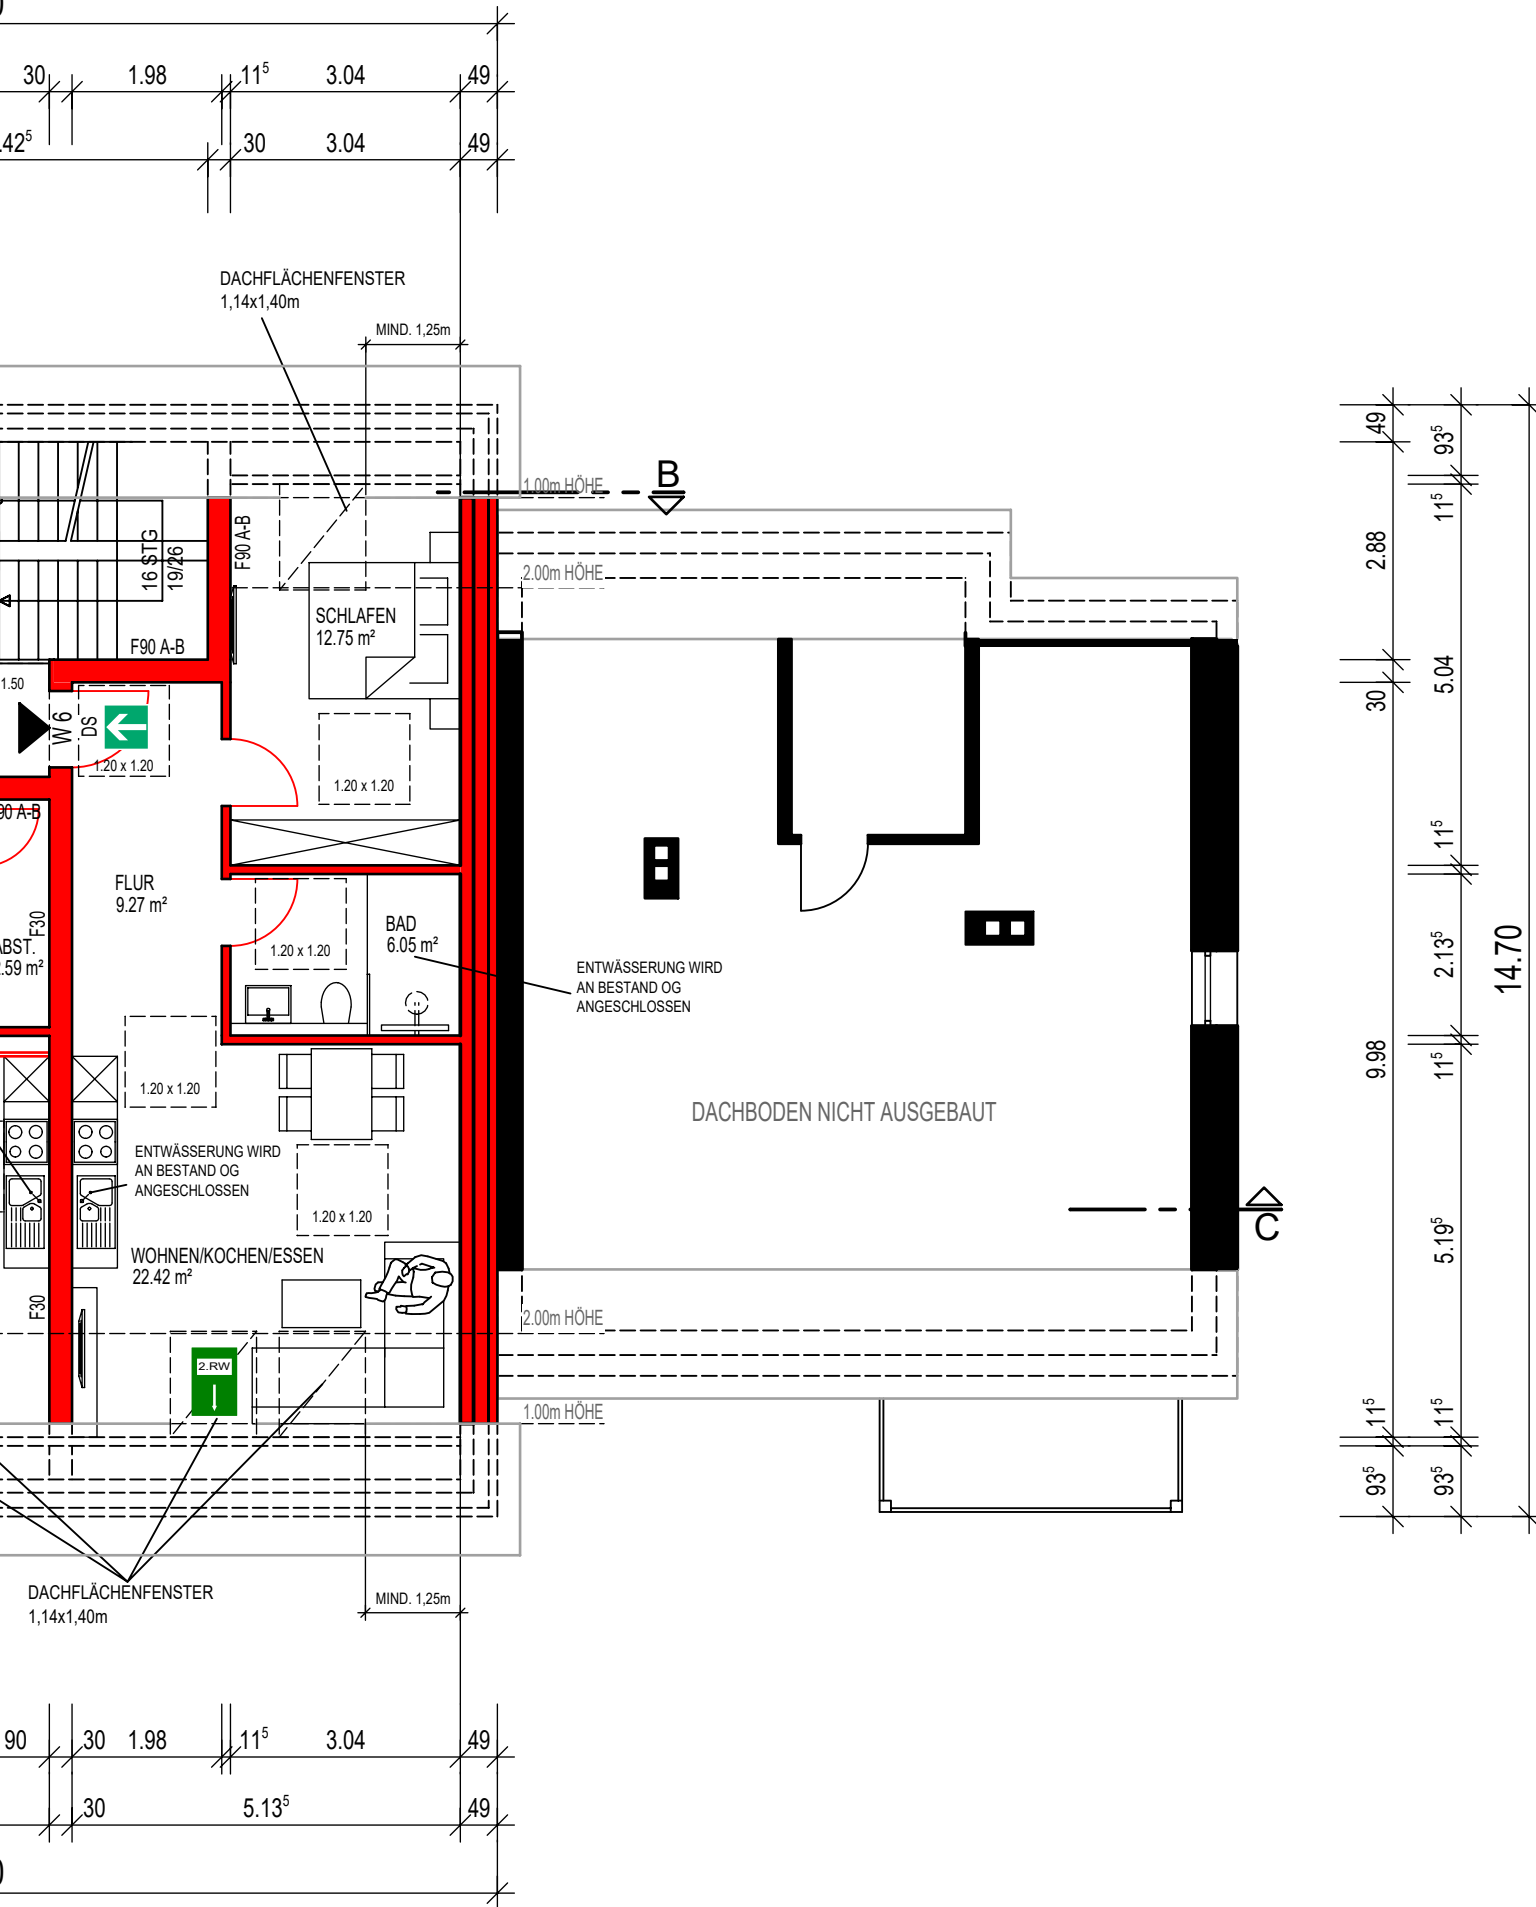 30 1.98 11⁵ 3.04 49
.42⁵ 30 3.04 49
DACHFLÄCHENFENSTER
1,14x1,40m
MIND. 1,25m
B
1.00m HÖHE
2.00m HÖHE
16 STG
19/26
F90 A-B
F90 A-B
SCHLAFEN
12.75 m²
1.50
W 6
DS
1.20 x 1.20
1.20 x 1.20
90 A-B
FLUR
9.27 m²
F30
ABST.
2.59 m²
BAD
6.05 m²
1.20 x 1.20
ENTWÄSSERUNG WIRD
AN BESTAND OG
ANGESCHLOSSEN
1.20 x 1.20
ENTWÄSSERUNG WIRD
AN BESTAND OG
ANGESCHLOSSEN
1.20 x 1.20
WOHNEN/KOCHEN/ESSEN
22.42 m²
F30
2.RW
DACHBODEN NICHT AUSGEBAUT
C
2.00m HÖHE
1.00m HÖHE
DACHFLÄCHENFENSTER
1,14x1,40m
MIND. 1,25m
90 30 1.98 11⁵ 3.04 49
30 5.13⁵ 49
49
2.88
30
9.98
11⁵
93⁵
93⁵
11⁵
5.04
11⁵
2.13⁵
11⁵
5.19⁵
11⁵
93⁵
14.70